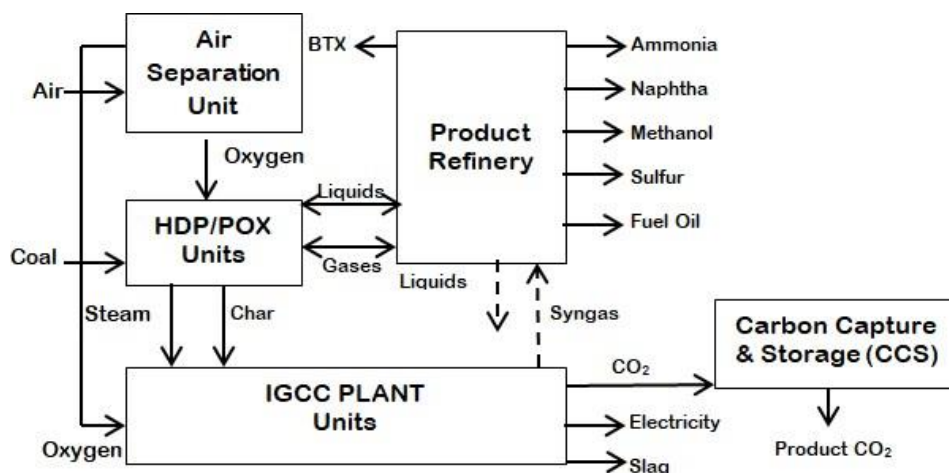 Air
Separation
Unit
BTX
Product
Refinery
Ammonia
Naphtha
Methanol
Sulfur
Fuel Oil
Air
Oxygen
Liquids
HDP/POX
Units
Gases
Coal
Liquids
Steam
Char
Syngas
Carbon Capture
& Storage (CCS)
CO₂
IGCC PLANT
Units
Electricity
Oxygen
Product CO₂
Slag